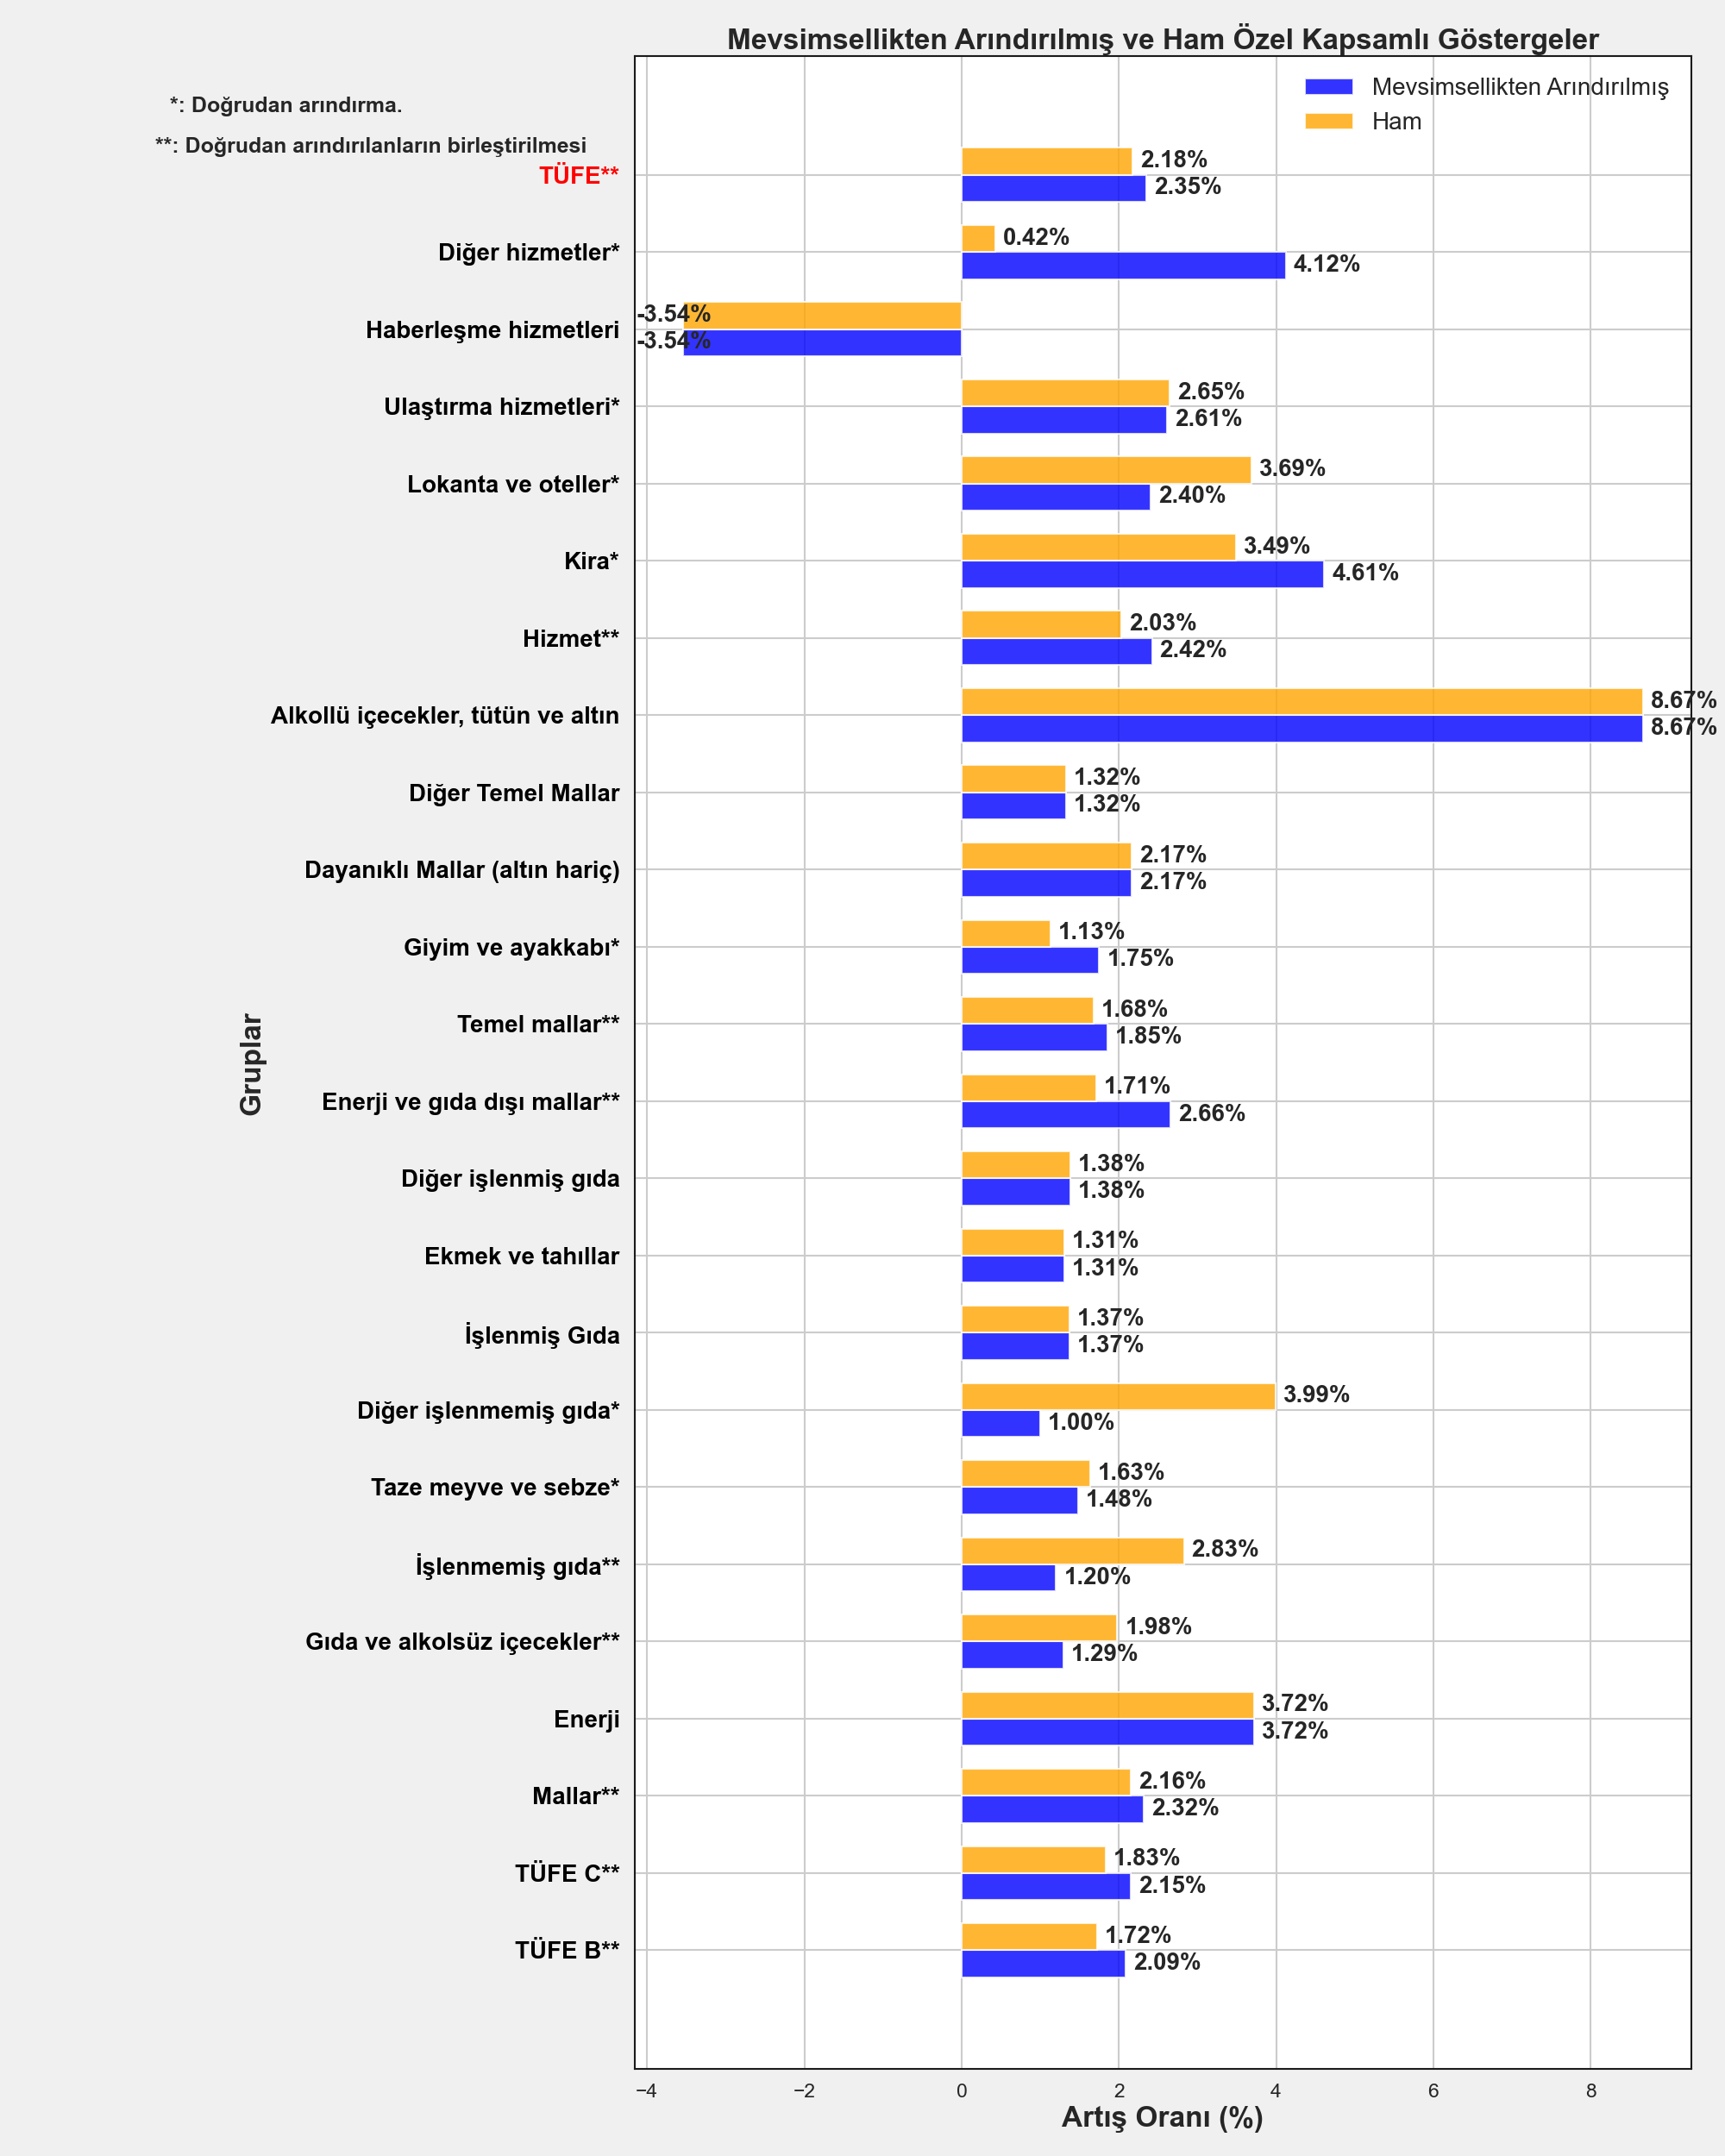 Mevsimsellikten Arındırılmış ve Ham Özel Kapsamlı Göstergeler
Mevsimsellikten Arındırılmış
Ham
*: Doğrudan arındırma.
**: Doğrudan arındırılanların birleştirilmesi
TÜFE**
2.18%
2.35%
Diğer hizmetler*
0.42%
4.12%
Haberleşme hizmetleri
-3.54%
-3.54%
Ulaştırma hizmetleri*
2.65%
2.61%
Lokanta ve oteller*
3.69%
2.40%
Kira*
3.49%
4.61%
Hizmet**
2.03%
2.42%
Alkollü içecekler, tütün ve altın
8.67%
8.67%
Diğer Temel Mallar
1.32%
1.32%
Dayanıklı Mallar (altın hariç)
2.17%
2.17%
Giyim ve ayakkabı*
1.13%
1.75%
Temel mallar**
1.68%
1.85%
Enerji ve gıda dışı mallar**
1.71%
2.66%
Diğer işlenmiş gıda
1.38%
1.38%
Ekmek ve tahıllar
1.31%
1.31%
İşlenmiş Gıda
1.37%
1.37%
Diğer işlenmemiş gıda*
3.99%
1.00%
Taze meyve ve sebze*
1.63%
1.48%
İşlenmemiş gıda**
2.83%
1.20%
Gıda ve alkolsüz içecekler**
1.98%
1.29%
Enerji
3.72%
3.72%
Mallar**
2.16%
2.32%
TÜFE C**
1.83%
2.15%
TÜFE B**
1.72%
2.09%
Gruplar
−4 −2 0 2 4 6 8
Artış Oranı (%)